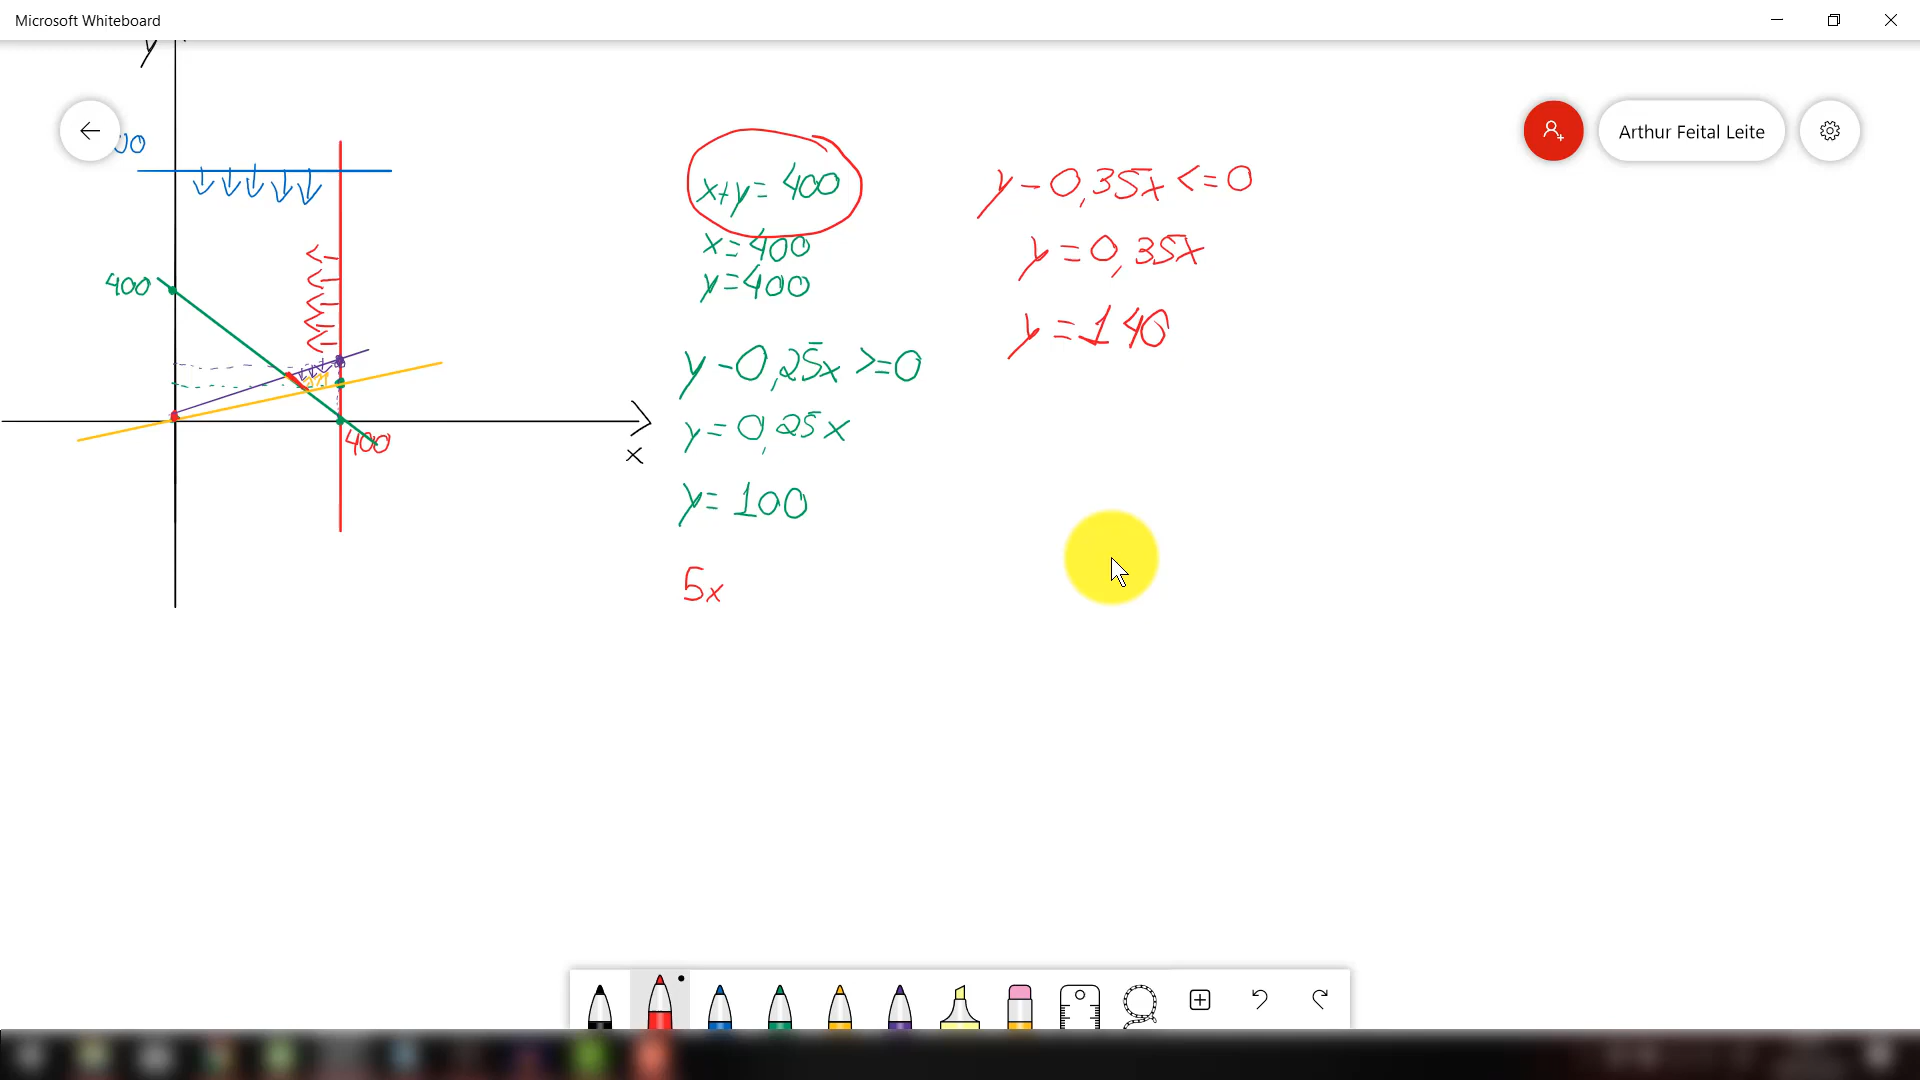 Microsoft Whiteboard
y
00
400
400
x
x+y=400
x=400
y=400
y-0,25x>=0
y=0,25x
y=100
5x
y-0,35x<=0
y=0,35x
y=140
Arthur Feital Leite